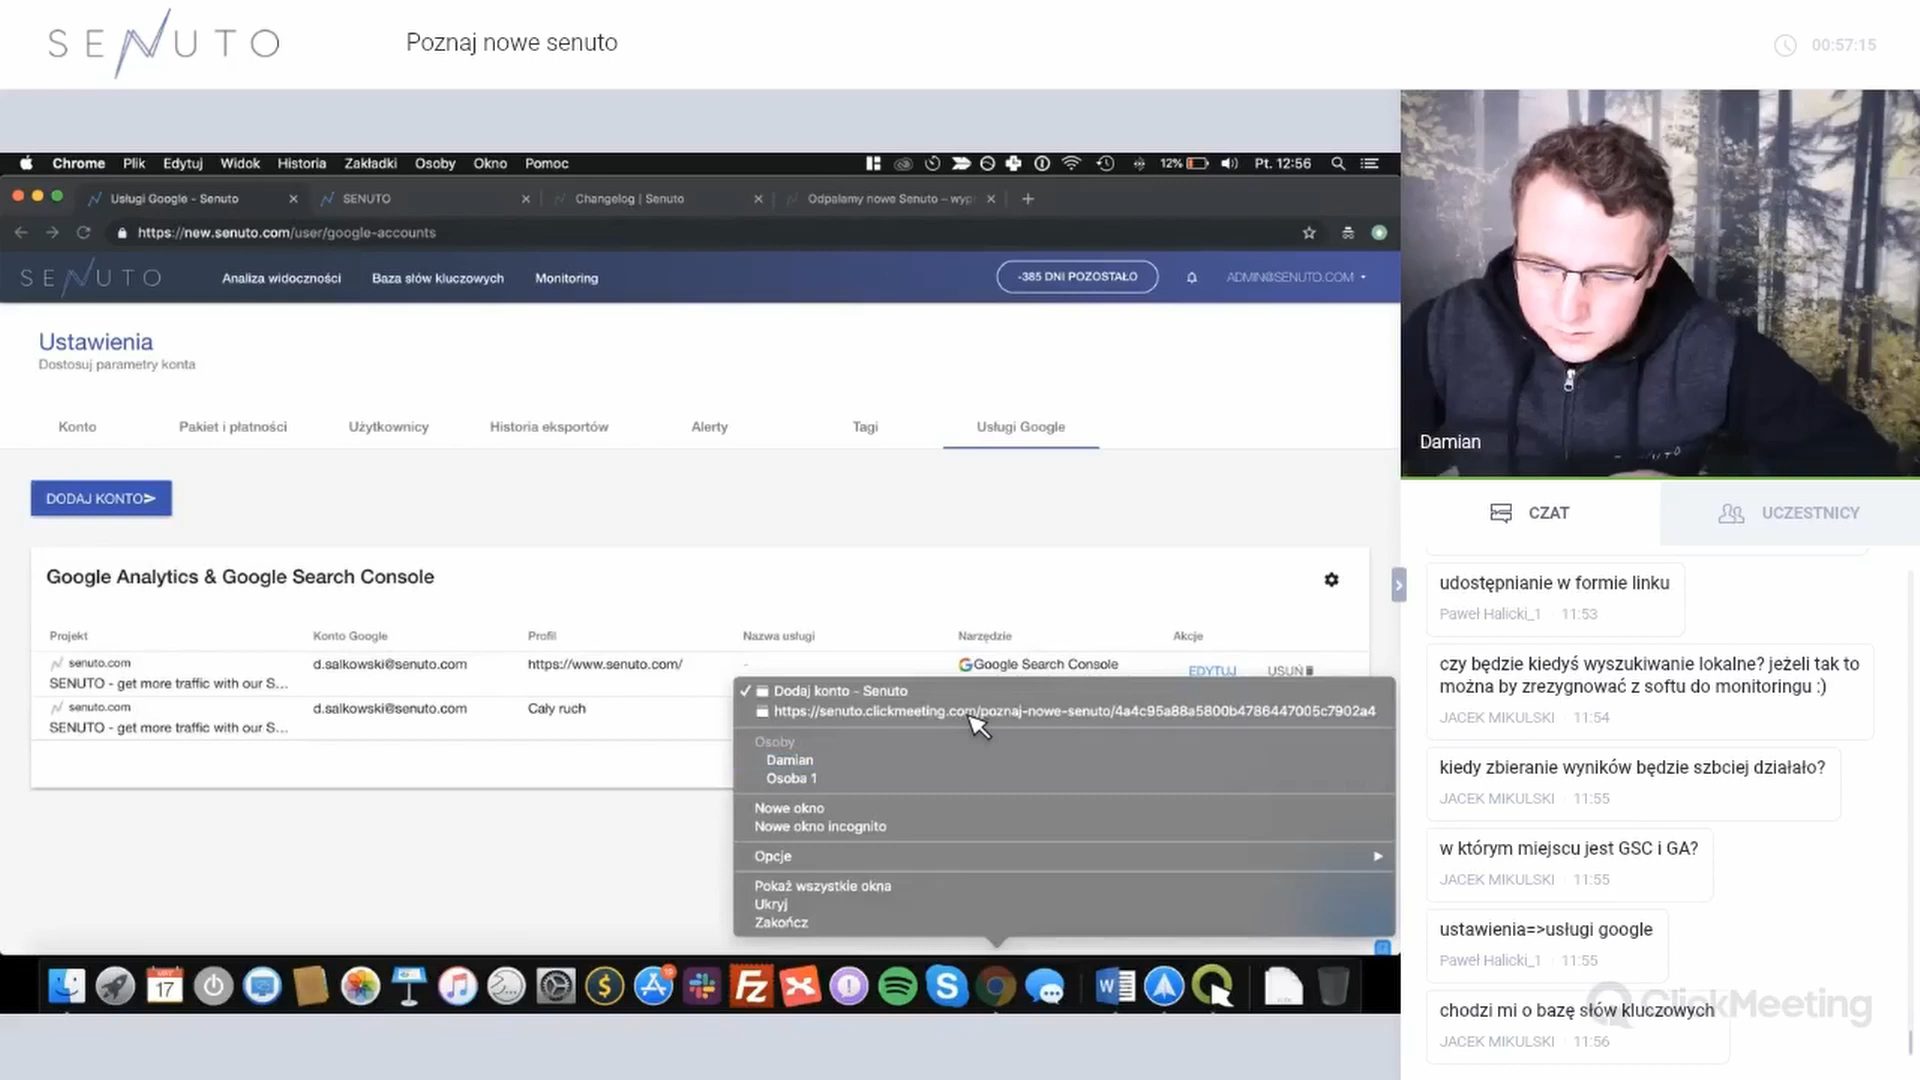 SENUTO
Poznaj nowe senuto
00:57:15
Chrome Plik Edytuj Widok Historia Zakładki Osoby Okno Pomoc
12% Pt. 12:56
Usługi Google - Senuto
SENUTO
Changelog | Senuto
Odpalamy nowe Senuto – wyp
https://new.senuto.com/user/google-accounts
SENUTO
Analiza widoczności Baza słów kluczowych Monitoring
-385 DNI POZOSTAŁO
ADMIN@SENUTO.COM
Ustawienia
Dostosuj parametry konta
Konto Pakiet i płatności Użytkownicy Historia eksportów Alerty Tagi Usługi Google
DODAJ KONTO
Google Analytics & Google Search Console
Projekt Konto Google Profil Nazwa usługi Narzędzie Akcje
senuto.com d.salkowski@senuto.com https://www.senuto.com/ - Google Search Console EDYTUJ USUŃ
SENUTO - get more traffic with our S...
senuto.com d.salkowski@senuto.com Cały ruch
SENUTO - get more traffic with our S...
Dodaj konto - Senuto
https://senuto.clickmeeting.com/poznaj-nowe-senuto/4a4c95a88a5800b4786447005c7902a4
Osoby
Damian
Osoba 1
Nowe okno
Nowe okno incognito
Opcje
Pokaż wszystkie okna
Ukryj
Zakończ
17
Damian
CZAT
UCZESTNICY
udostępnianie w formie linku
Paweł Halicki_1 11:53
czy będzie kiedyś wyszukiwanie lokalne? jeżeli tak to
można by zrezygnować z softu do monitoringu :)
JACEK MIKULSKI 11:54
kiedy zbieranie wyników będzie szbciej działało?
JACEK MIKULSKI 11:55
w którym miejscu jest GSC i GA?
JACEK MIKULSKI 11:55
ustawienia=>usługi google
Paweł Halicki_1 11:55
chodzi mi o bazę słów kluczowych
JACEK MIKULSKI 11:56
ClickMeeting